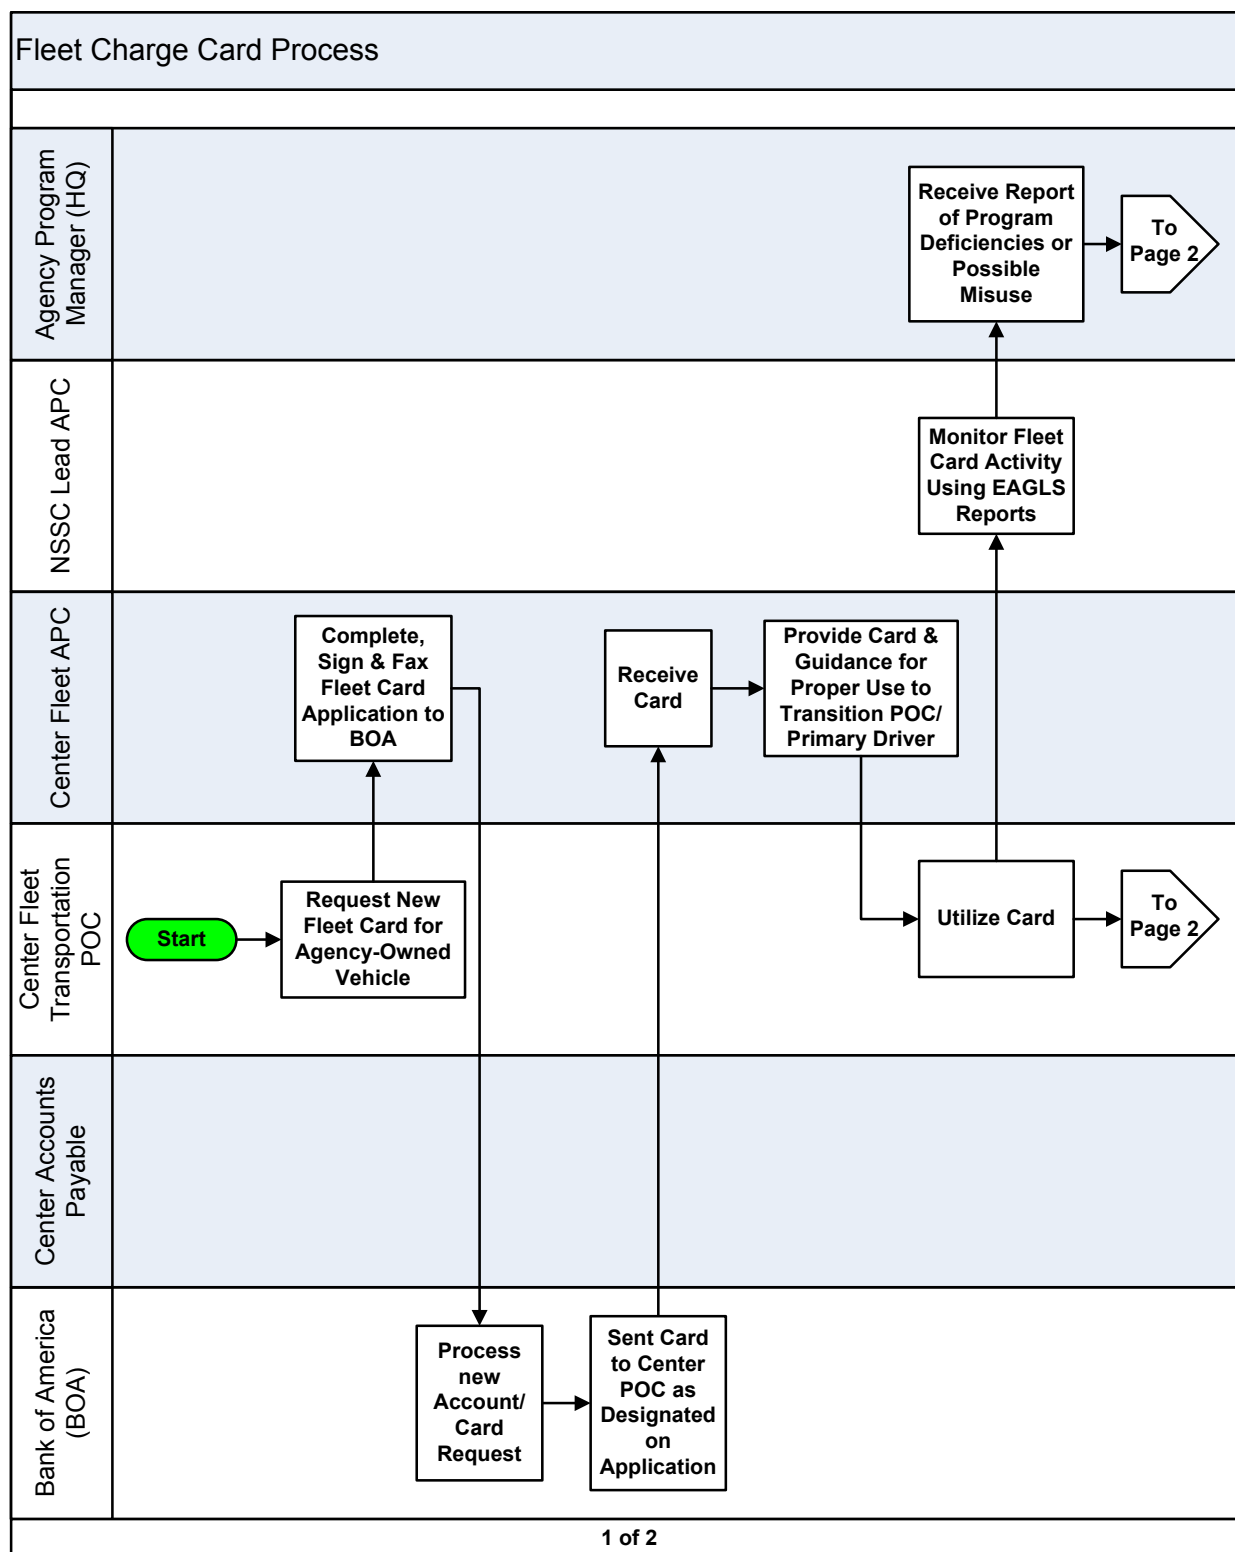 Fleet Charge Card Process
Agency Program
Manager (HQ)
Receive Report
of Program
Deficiencies or
Possible
Misuse
To
Page 2
NSSC Lead APC
Monitor Fleet
Card Activity
Using EAGLS
Reports
Center Fleet APC
Complete,
Sign & Fax
Fleet Card
Application to
BOA
Receive
Card
Provide Card &
Guidance for
Proper Use to
Transition POC/
Primary Driver
Center Fleet
Transportation
POC
Start
Request New
Fleet Card for
Agency-Owned
Vehicle
Utilize Card
To
Page 2
Center Accounts
Payable
Bank of America
(BOA)
Process
new
Account/
Card
Request
Sent Card
to Center
POC as
Designated
on
Application
1 of 2